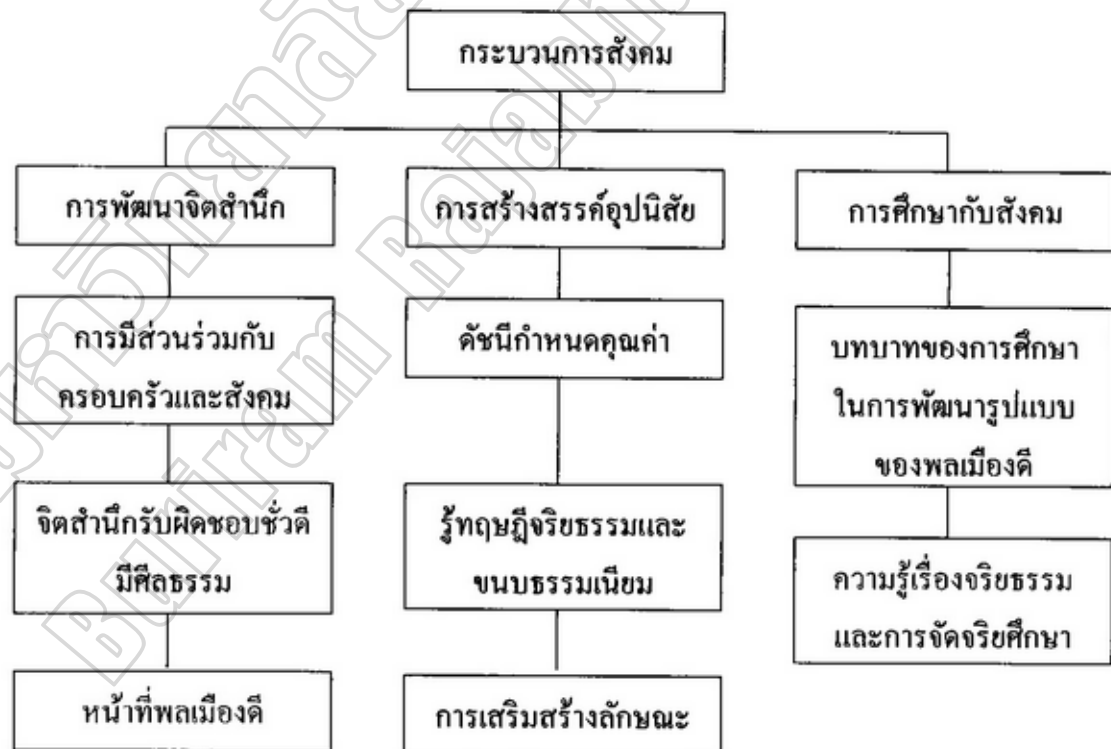 กระบวนการสังคม
การพัฒนาจิตสำนึก
การมีส่วนร่วมกับ
ครอบครัวและสังคม
จิตสำนึกรับผิดชอบชั่วดี
มีศีลธรรม
หน้าที่พลเมืองดี
การสร้างสรรค์อุปนิสัย
ดัชนีกำหนดคุณค่า
รู้ทฤษฎีจริยธรรมและ
ขนบธรรมเนียม
การเสริมสร้างลักษณะ
การศึกษากับสังคม
บทบาทของการศึกษา
ในการพัฒนารูปแบบ
ของพลเมืองดี
ความรู้เรื่องจริยธรรม
และการจัดจริยศึกษา
Buriram Rajabh